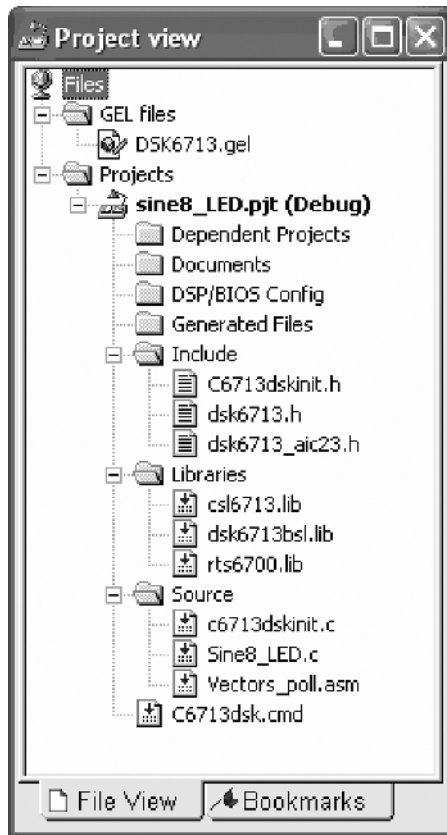 Project view
Files
GEL files
DSK6713.gel
Projects
sine8_LED.pjt (Debug)
Dependent Projects
Documents
DSP/BIOS Config
Generated Files
Include
C6713dskinit.h
dsk6713.h
dsk6713_aic23.h
Libraries
csl6713.lib
dsk6713bsl.lib
rts6700.lib
Source
c6713dskinit.c
Sine8_LED.c
Vectors_poll.asm
C6713dsk.cmd
File View Bookmarks